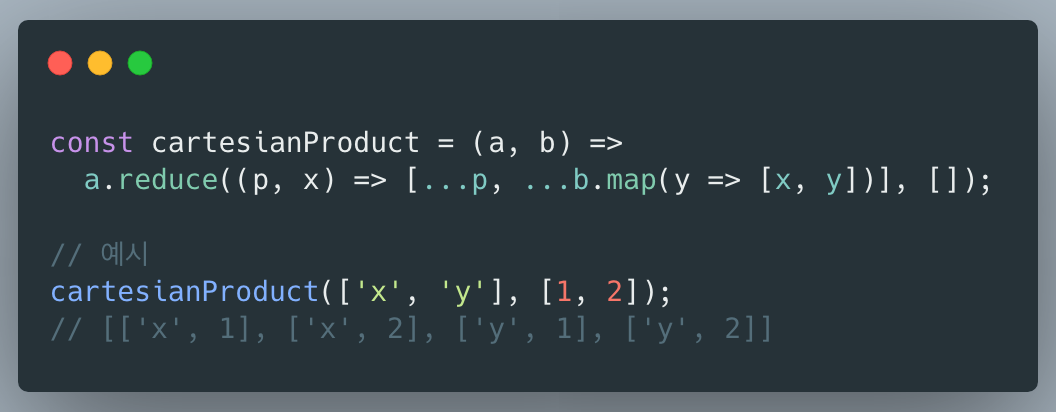 const cartesianProduct = (a, b) =>
  a.reduce((p, x) => [...p, ...b.map(y => [x, y])], []);

// 예시
cartesianProduct(['x', 'y'], [1, 2]);
// [['x', 1], ['x', 2], ['y', 1], ['y', 2]]